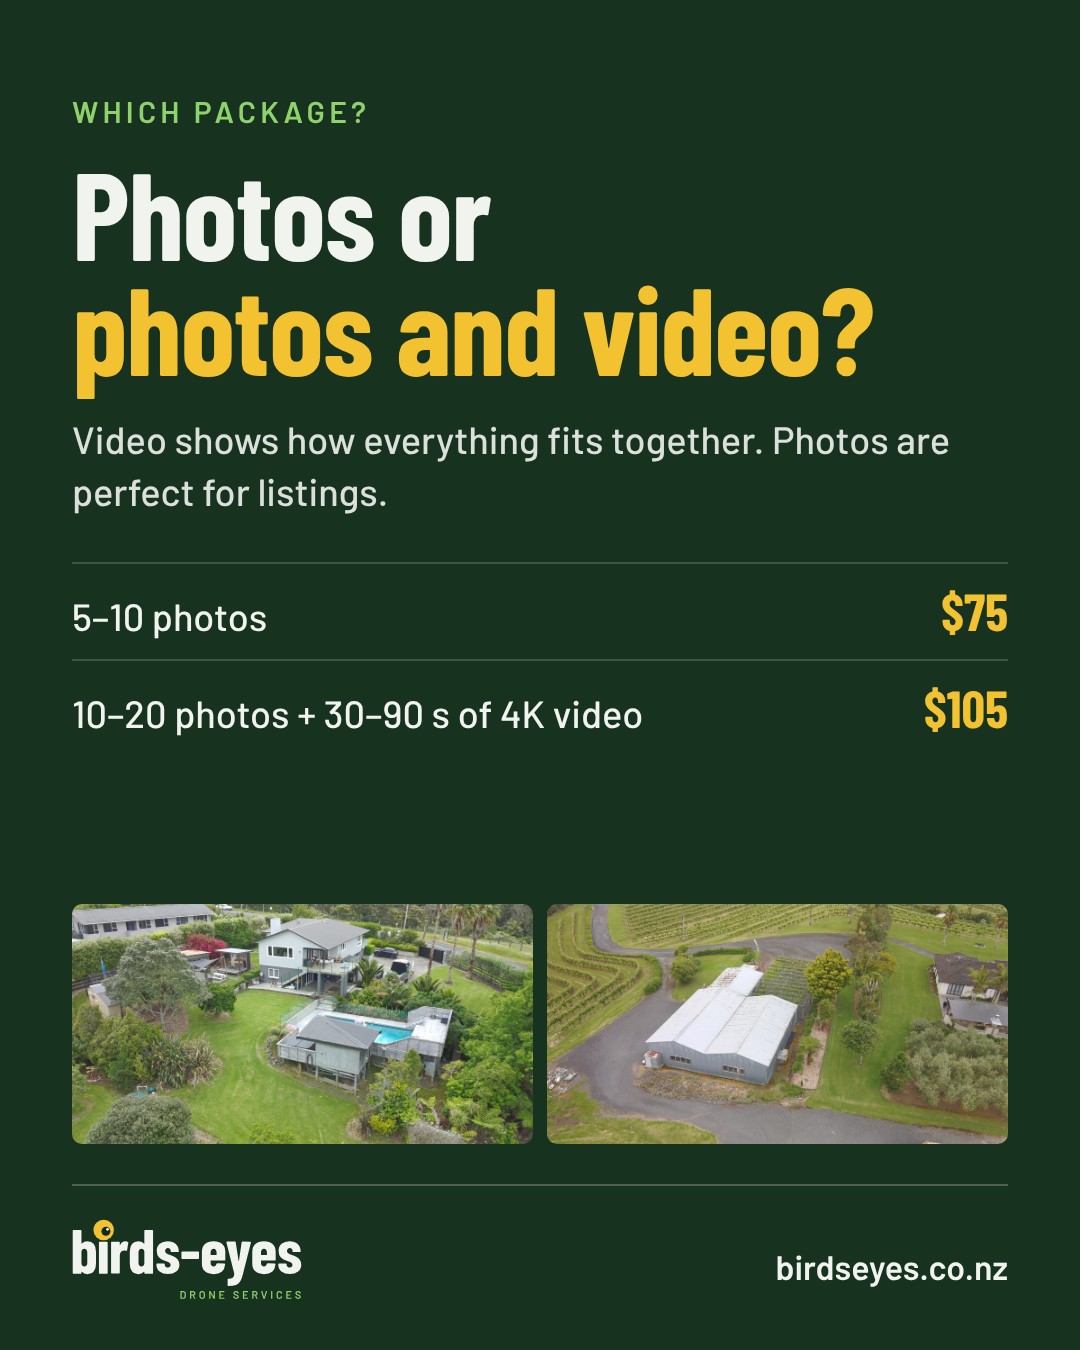 WHICH PACKAGE?
Photos or
photos and video?
Video shows how everything fits together. Photos are
perfect for listings.
5–10 photos
$75
10–20 photos + 30–90 s of 4K video
$105
birds-eyes
DRONE SERVICES
birdseyes.co.nz